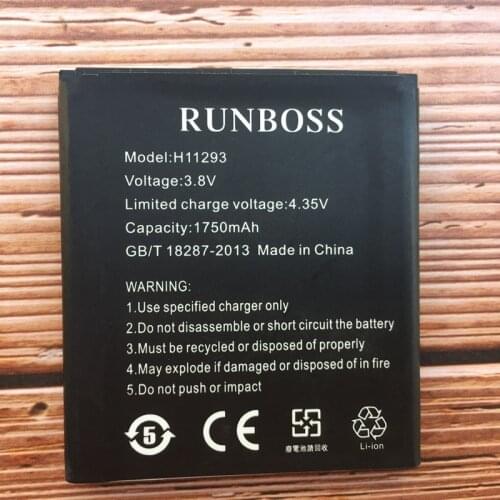 RUNBOSS
Model:H11293
Voltage:3.8V
Limited charge voltage:4.35V
Capacity:1750mAh
GB/T 18287-2013 Made in China
WARNING:
1.Use specified charger only
2.Do not disassemble or short circuit the battery
3.Must be recycled or disposed of properly
4.May explode if damaged or disposed of in fire
5.Do not push or impact
5 CE
廢電池請回收 Li-ion